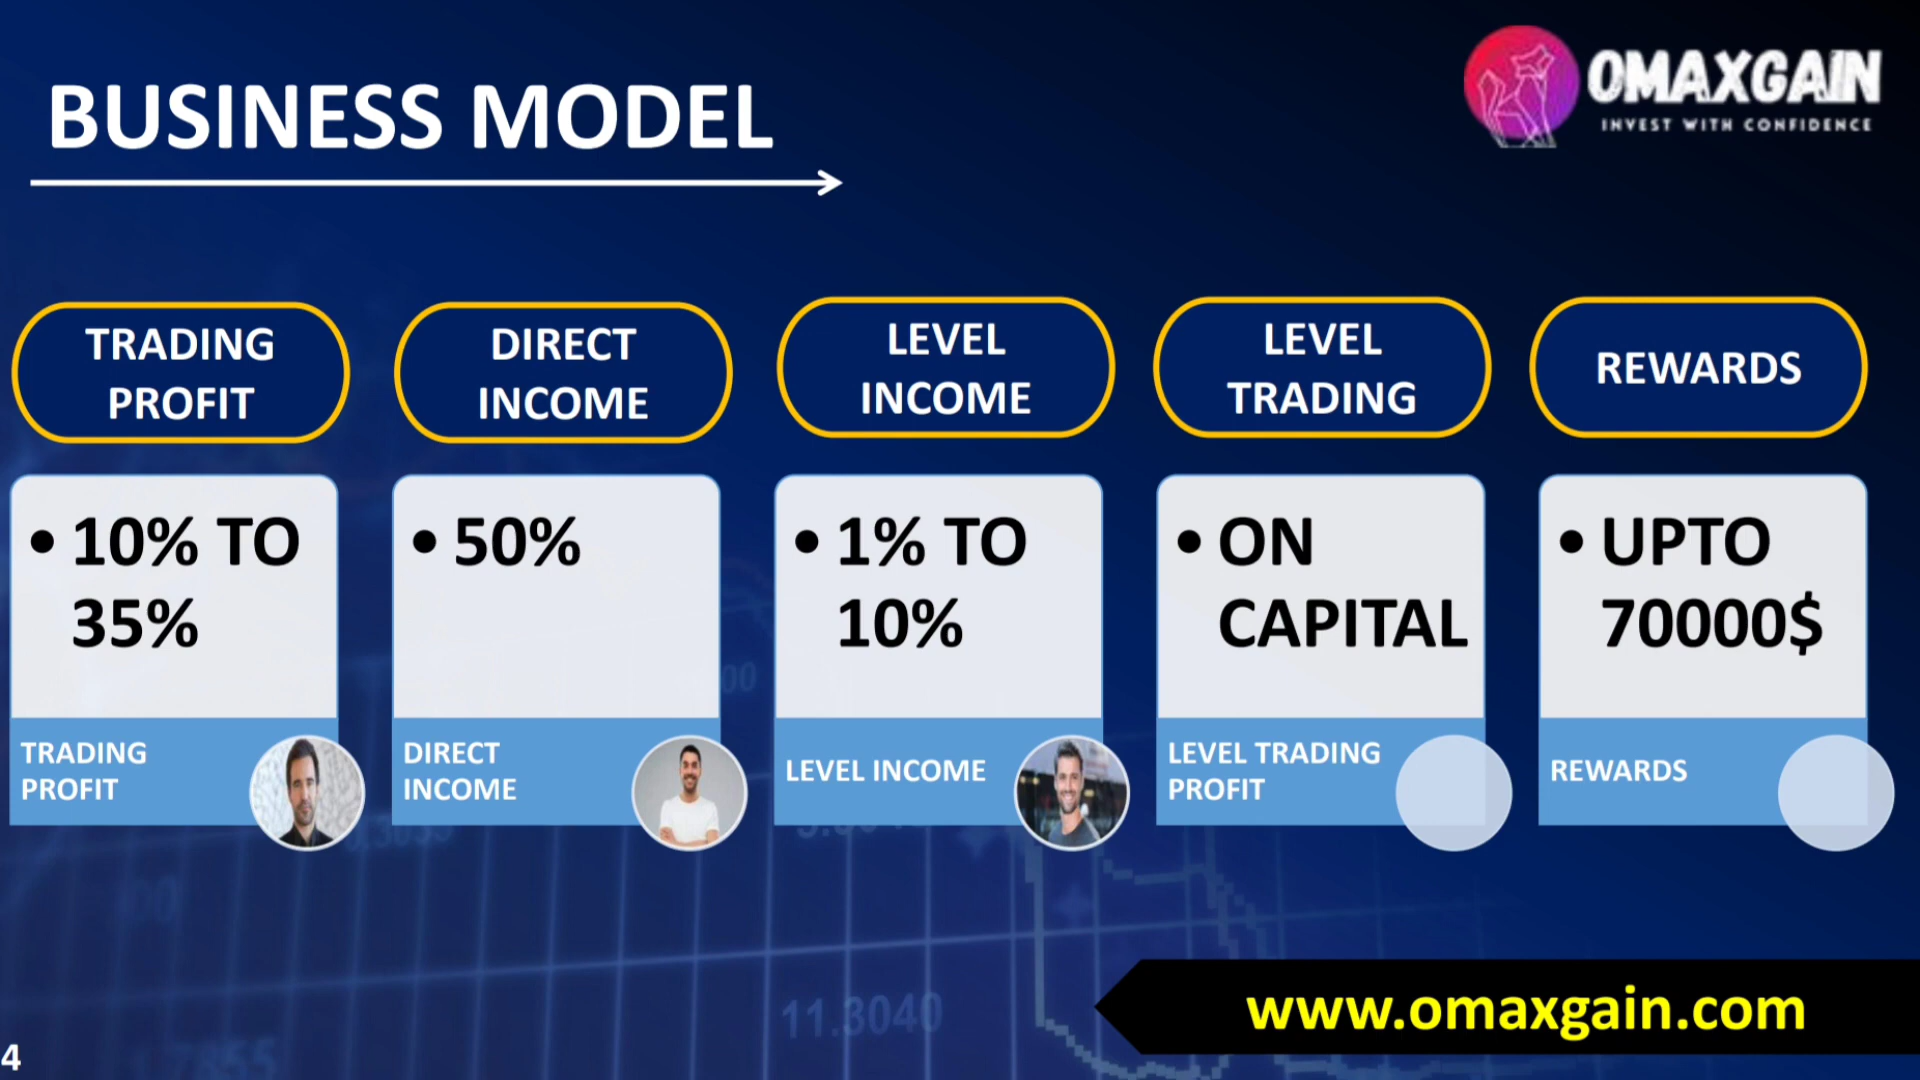 BUSINESS MODEL
OMAXGAIN
INVEST WITH CONFIDENCE
TRADING
PROFIT
DIRECT
INCOME
LEVEL
INCOME
LEVEL
TRADING
REWARDS
• 10% TO
35%
• 50%
• 1% TO
10%
• ON
CAPITAL
• UPTO
70000$
TRADING
PROFIT
DIRECT
INCOME
LEVEL INCOME
LEVEL TRADING
PROFIT
REWARDS
11.3040
www.omaxgain.com
4